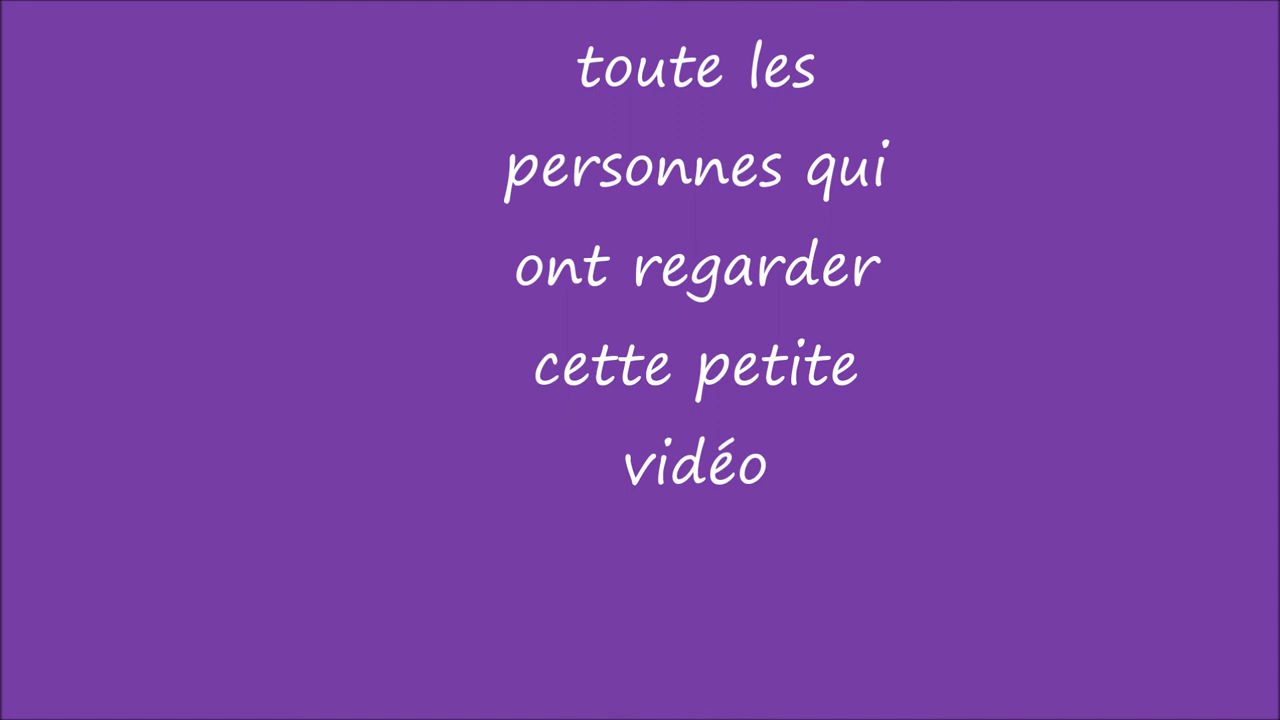 toute les
personnes qui
ont regarder
cette petite
vidéo